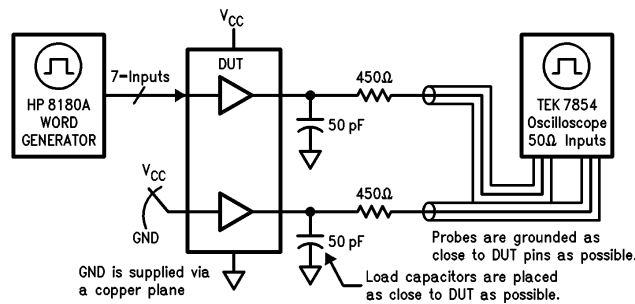 VCC
DUT
7-Inputs
HP 8180A
WORD
GENERATOR
450Ω
50 pF
TEK 7854
Oscilloscope
50Ω Inputs
VCC
GND
450Ω
50 pF
Probes are grounded as
close to DUT pins as possible.
GND is supplied via
a copper plane
Load capacitors are placed
as close to DUT as possible.